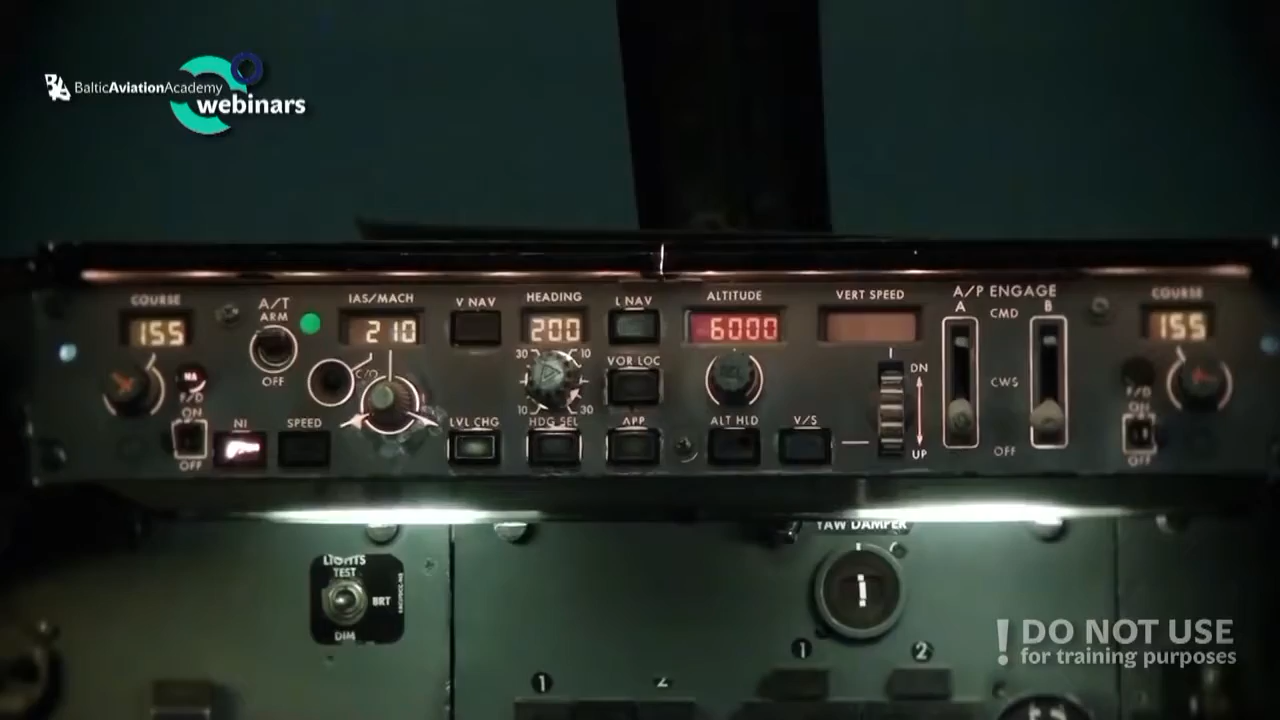 BalticAviationAcademy
webinars
COURSE
155
A/T
ARM
OFF
IAS/MACH
210
C/O
V NAV
HEADING
200
30 10
10 30
L NAV
VOR LOC
ALTITUDE
6000
VERT SPEED
DN
UP
A/P ENGAGE
A B
CMD
CWS
OFF
COURSE
155
MA
F/D
ON
OFF
N1
SPEED
LVL CHG
HDG SEL
APP
ALT HLD
V/S
F/D
ON
OFF
LIGHTS
TEST
BRT
DIM
YAW DAMPER
1 2
1 2
! DO NOT USE
for training purposes